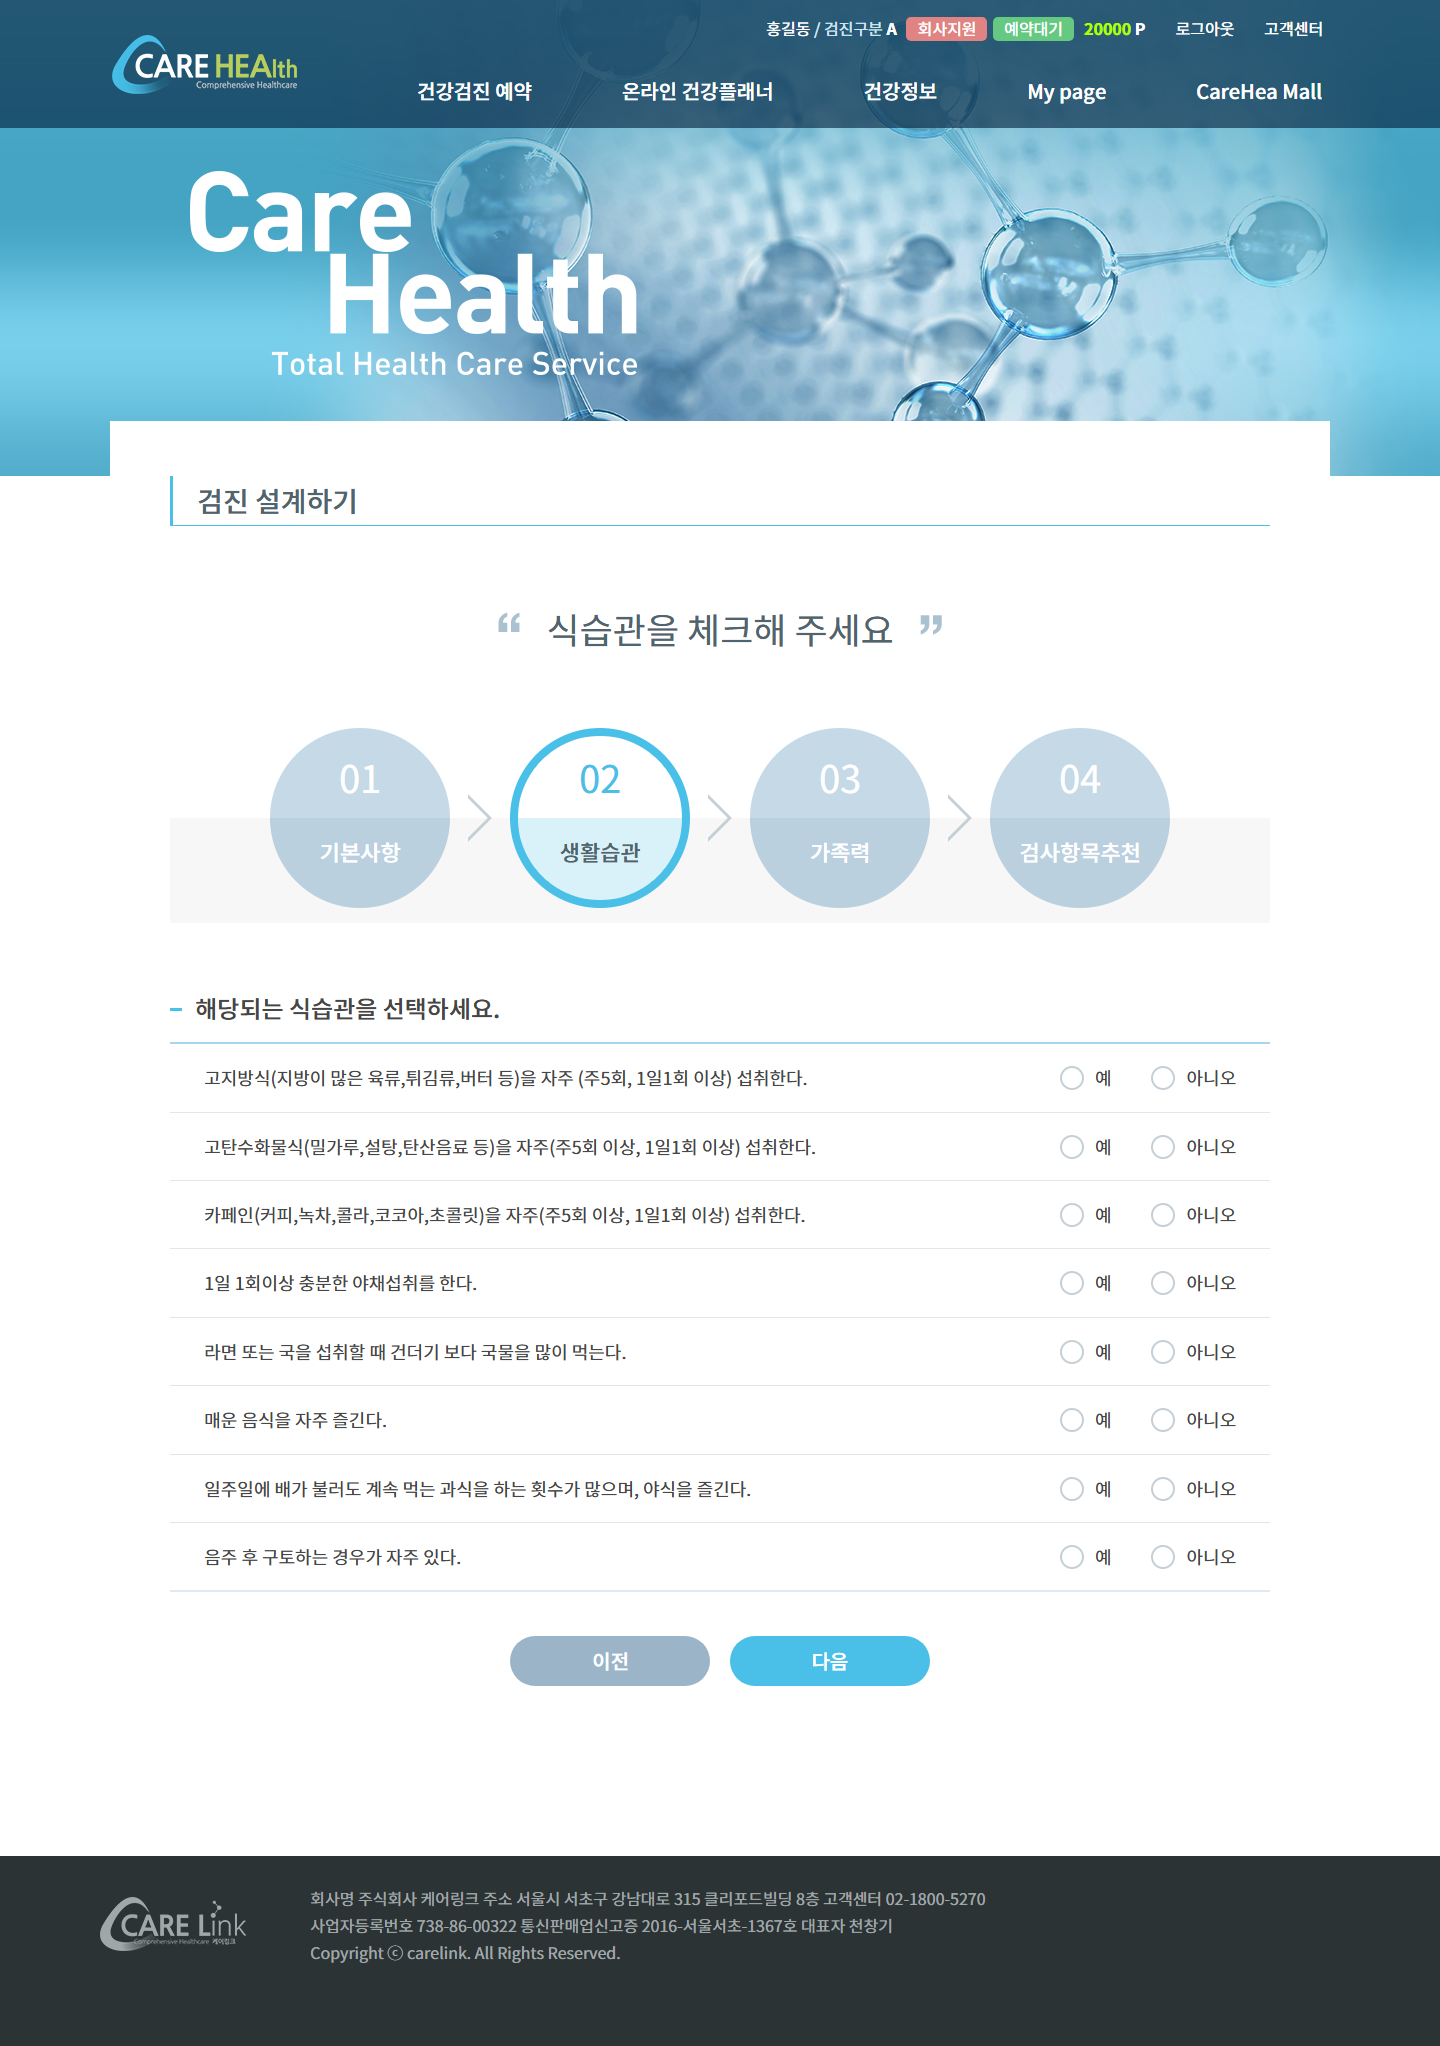 홍길동 / 검진구분 A 회사지원 예약대기 20000 P 로그아웃 고객센터
CARE HEAlth
Comprehensive Healthcare
건강검진 예약 온라인 건강플래너 건강정보 My page CareHea Mall
Care
Health
Total Health Care Service
검진 설계하기
“ 식습관을 체크해 주세요 ”
01 02 03 04
기본사항 생활습관 가족력 검사항목추천
해당되는 식습관을 선택하세요.
고지방식(지방이 많은 육류,튀김류,버터 등)을 자주 (주5회, 1일1회 이상) 섭취한다. 예 아니오
고탄수화물식(밀가루,설탕,탄산음료 등)을 자주(주5회 이상, 1일1회 이상) 섭취한다. 예 아니오
카페인(커피,녹차,콜라,코코아,초콜릿)을 자주(주5회 이상, 1일1회 이상) 섭취한다. 예 아니오
1일 1회이상 충분한 야채섭취를 한다. 예 아니오
라면 또는 국을 섭취할 때 건더기 보다 국물을 많이 먹는다. 예 아니오
매운 음식을 자주 즐긴다. 예 아니오
일주일에 배가 불러도 계속 먹는 과식을 하는 횟수가 많으며, 야식을 즐긴다. 예 아니오
음주 후 구토하는 경우가 자주 있다. 예 아니오
이전 다음
CARE Link
Comprehensive Healthcare 케어링크
회사명 주식회사 케어링크 주소 서울시 서초구 강남대로 315 클리포드빌딩 8층 고객센터 02-1800-5270
사업자등록번호 738-86-00322 통신판매업신고증 2016-서울서초-1367호 대표자 천창기
Copyright ⓒ carelink. All Rights Reserved.